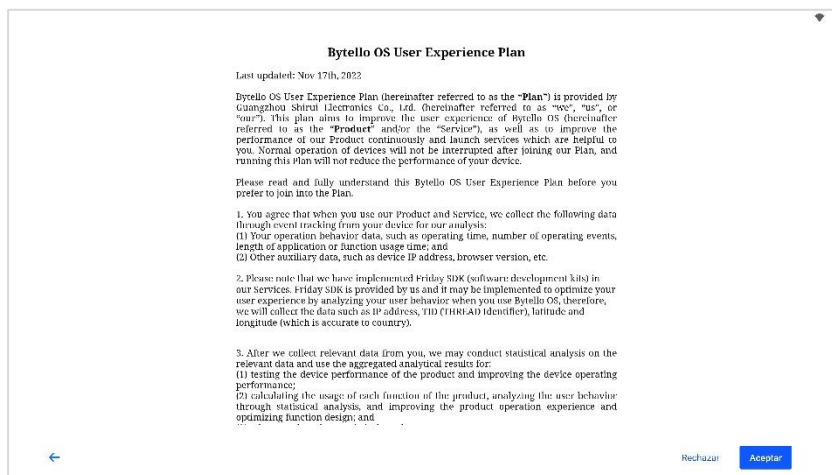 Bytello OS User Experience Plan
Last updated: Nov 17th, 2022
Bytello OS User Experience Plan (hereinafter referred to as the “Plan”) is provided by
Guangzhou Shirui Electronics Co., Ltd. (hereinafter referred to as “we”, “us”, or
“our”). This plan aims to improve the user experience of Bytello OS (hereinafter
referred to as the “Product” and/or the “Service”), as well as to improve the
performance of our Product continuously and launch services which are helpful to
you. Normal operation of devices will not be interrupted after joining our Plan, and
running this Plan will not reduce the performance of your device.
Please read and fully understand this Bytello OS User Experience Plan before you
prefer to join into the Plan.
1. You agree that when you use our Product and Service, we collect the following data
through event tracking from your device for our analysis:
(1) Your operation behavior data, such as operating time, number of operating events,
length of application or function usage time; and
(2) Other auxiliary data, such as device IP address, browser version, etc.
2. Please note that we have implemented Friday SDK (software development kits) in
our Services. Friday SDK is provided by us and it may be implemented to optimize your
user experience by analyzing your user behavior when you use Bytello OS, therefore,
we will collect the data such as IP address, TID (THREAD Identifier), latitude and
longitude (which is accurate to country).
3. After we collect relevant data from you, we may conduct statistical analysis on the
relevant data and use the aggregated analytical results for:
(1) testing the device performance of the product and improving the device operating
performance;
(2) calculating the usage of each function of the product, analyzing the user behavior
through statistical analysis, and improving the product operation experience and
optimizing function design; and
Rechazar
Aceptar